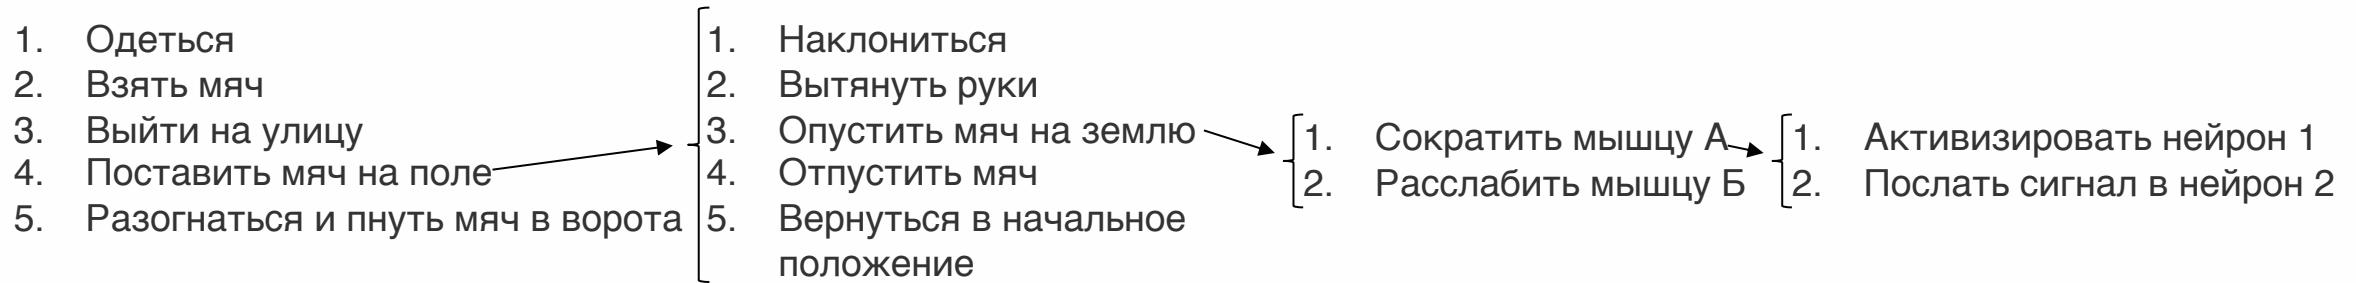 1. Одеться
2. Взять мяч
3. Выйти на улицу
4. Поставить мяч на поле
5. Разогнаться и пнуть мяч в ворота
1. Наклониться
2. Вытянуть руки
3. Опустить мяч на землю
4. Отпустить мяч
5. Вернуться в начальное
положение
1. Сократить мышцу А
2. Расслабить мышцу Б
1. Активизировать нейрон 1
2. Послать сигнал в нейрон 2